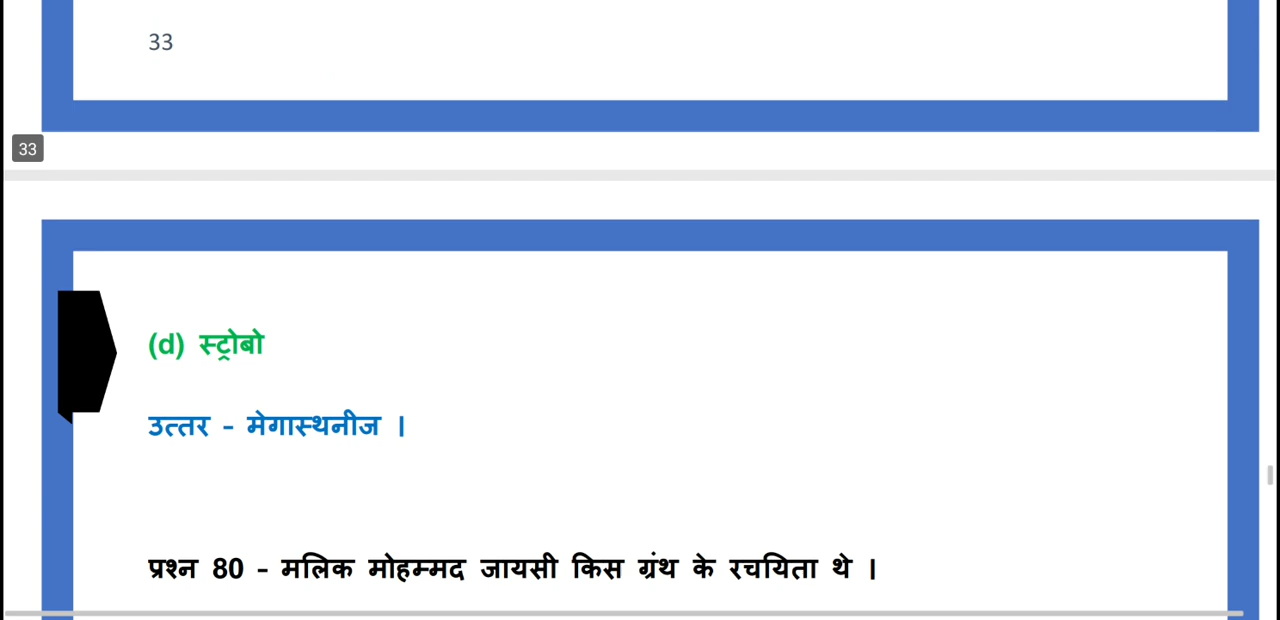 33
33
(d) स्ट्रोबो
उत्तर - मेगास्थनीज ।
प्रश्न 80 - मलिक मोहम्मद जायसी किस ग्रंथ के रचयिता थे ।